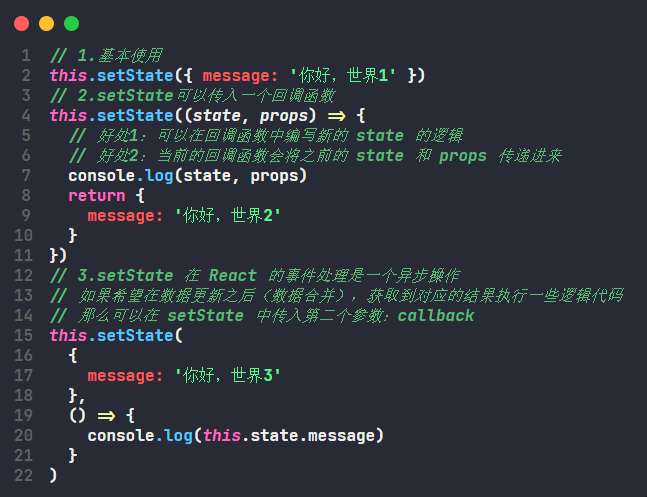 1 // 1.基本使用
2 this.setState({ message: '你好，世界1' })
3 // 2.setState可以传入一个回调函数
4 this.setState((state, props) => {
5   // 好处1：可以在回调函数中编写新的 state 的逻辑
6   // 好处2：当前的回调函数会将之前的 state 和 props 传递进来
7   console.log(state, props)
8   return {
9     message: '你好，世界2'
10   }
11 })
12 // 3.setState 在 React 的事件处理是一个异步操作
13 // 如果希望在数据更新之后（数据合并），获取到对应的结果执行一些逻辑代码
14 // 那么可以在 setState 中传入第二个参数：callback
15 this.setState(
16   {
17     message: '你好，世界3'
18   },
19   () => {
20     console.log(this.state.message)
21   }
22 )